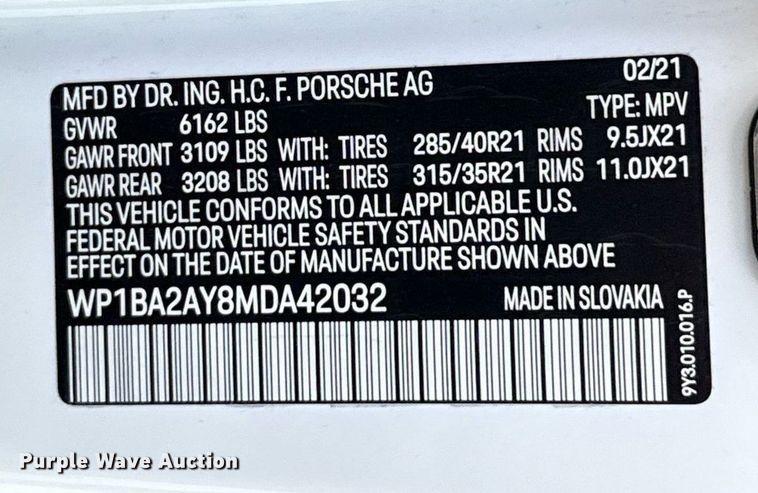 MFD BY DR. ING. H.C. F. PORSCHE AG 02/21
GVWR 6162 LBS TYPE: MPV
GAWR FRONT 3109 LBS WITH: TIRES 285/40R21 RIMS 9.5JX21
GAWR REAR 3208 LBS WITH: TIRES 315/35R21 RIMS 11.0JX21
THIS VEHICLE CONFORMS TO ALL APPLICABLE U.S.
FEDERAL MOTOR VEHICLE SAFETY STANDARDS IN
EFFECT ON THE DATE OF MANUFACTURE SHOWN ABOVE
WP1BA2AY8MDA42032 MADE IN SLOVAKIA
9Y3.010.016.P
Purple Wave Auction